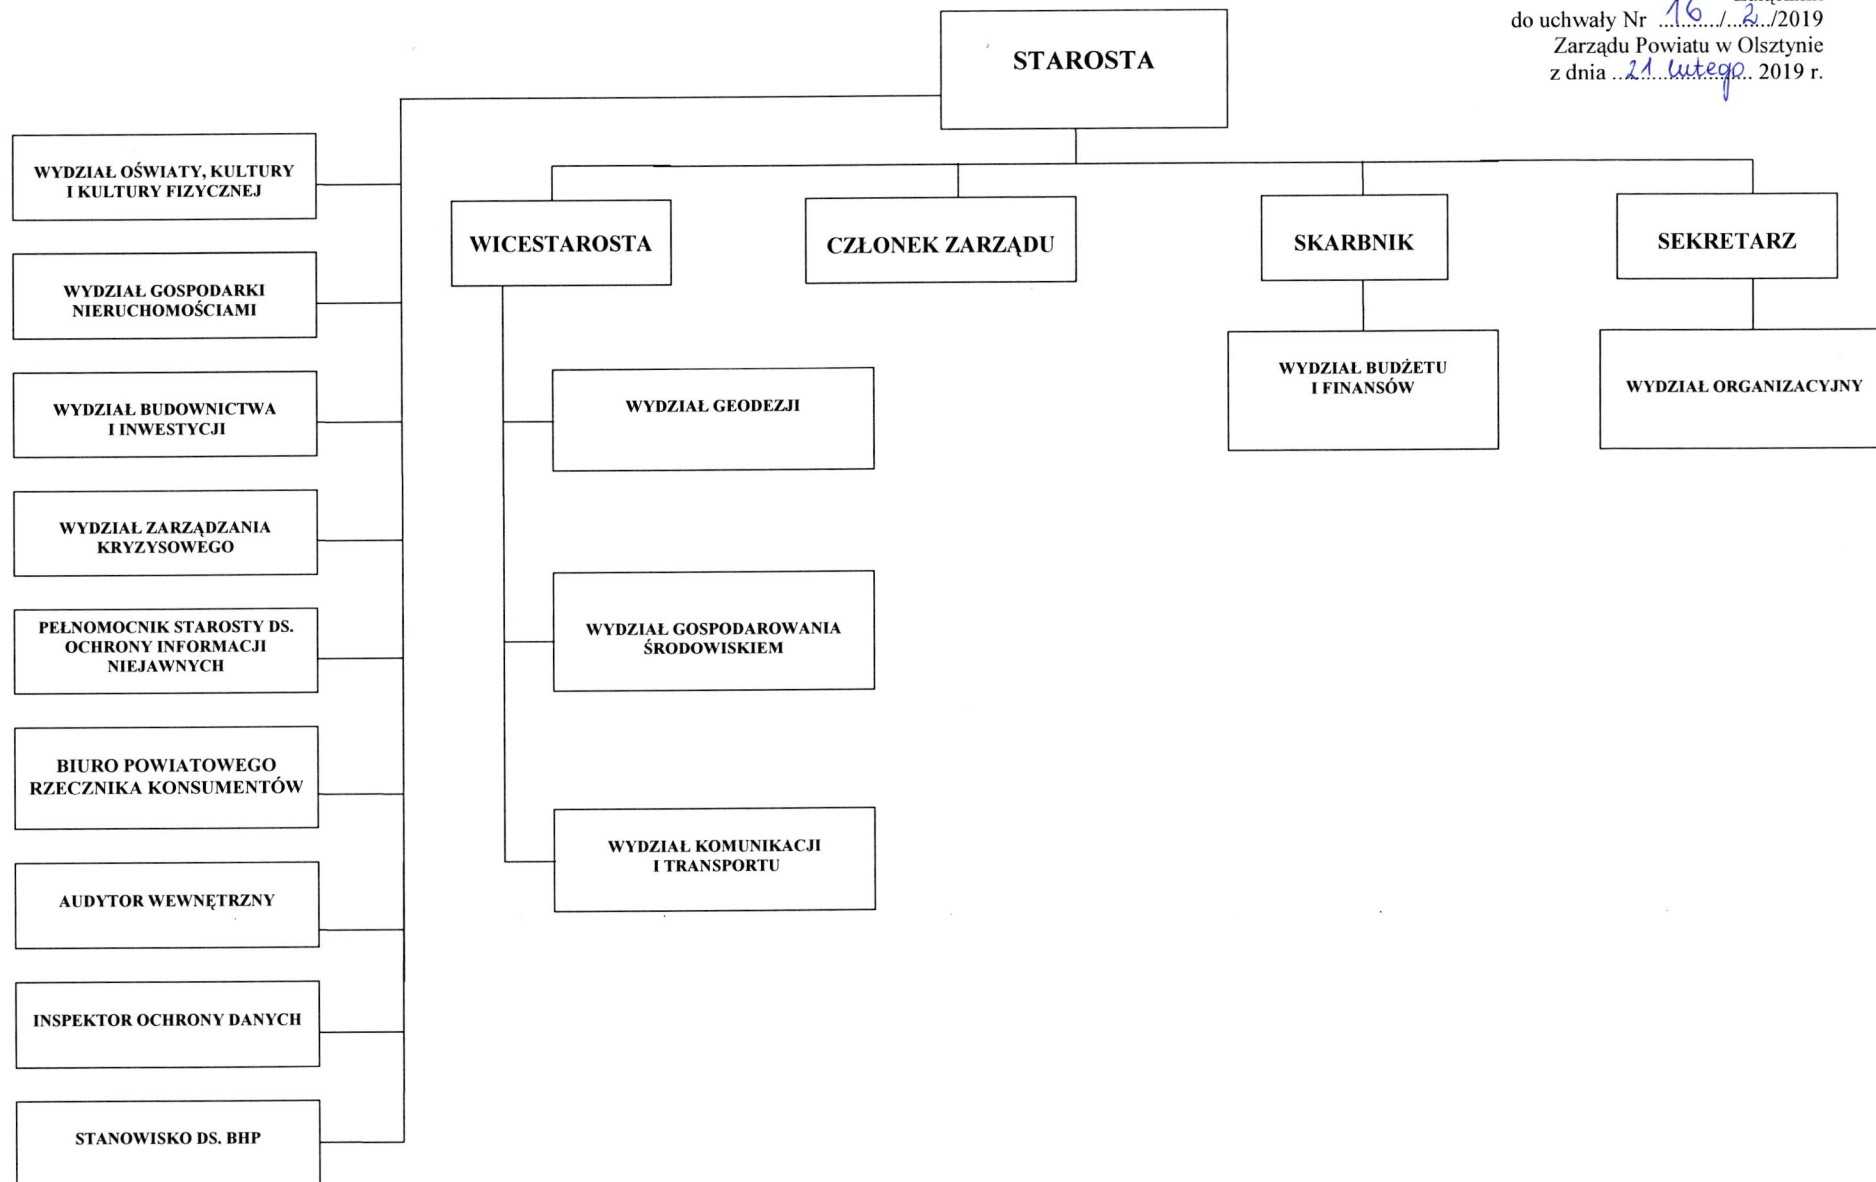 do uchwały Nr ...16..../...2.../2019
Zarządu Powiatu w Olsztynie
z dnia ...21 lutego... 2019 r.
STAROSTA
WICESTAROSTA
CZŁONEK ZARZĄDU
SKARBNIK
SEKRETARZ
WYDZIAŁ OŚWIATY, KULTURY
I KULTURY FIZYCZNEJ
WYDZIAŁ GOSPODARKI
NIERUCHOMOŚCIAMI
WYDZIAŁ BUDOWNICTWA
I INWESTYCJI
WYDZIAŁ ZARZĄDZANIA
KRYZYSOWEGO
PEŁNOMOCNIK STAROSTY DS.
OCHRONY INFORMACJI
NIEJAWNYCH
BIURO POWIATOWEGO
RZECZNIKA KONSUMENTÓW
AUDYTOR WEWNĘTRZNY
INSPEKTOR OCHRONY DANYCH
STANOWISKO DS. BHP
WYDZIAŁ GEODEZJI
WYDZIAŁ GOSPODAROWANIA
ŚRODOWISKIEM
WYDZIAŁ KOMUNIKACJI
I TRANSPORTU
WYDZIAŁ BUDŻETU
I FINANSÓW
WYDZIAŁ ORGANIZACYJNY